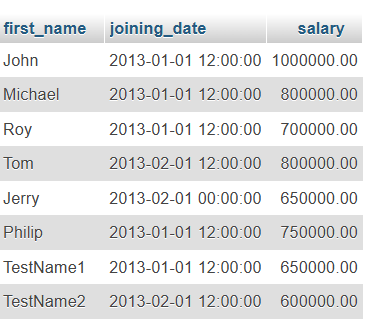 first_name joining_date salary
John 2013-01-01 12:00:00 1000000.00
Michael 2013-01-01 12:00:00 800000.00
Roy 2013-01-01 12:00:00 700000.00
Tom 2013-02-01 12:00:00 800000.00
Jerry 2013-02-01 00:00:00 650000.00
Philip 2013-01-01 12:00:00 750000.00
TestName1 2013-01-01 12:00:00 650000.00
TestName2 2013-02-01 12:00:00 600000.00